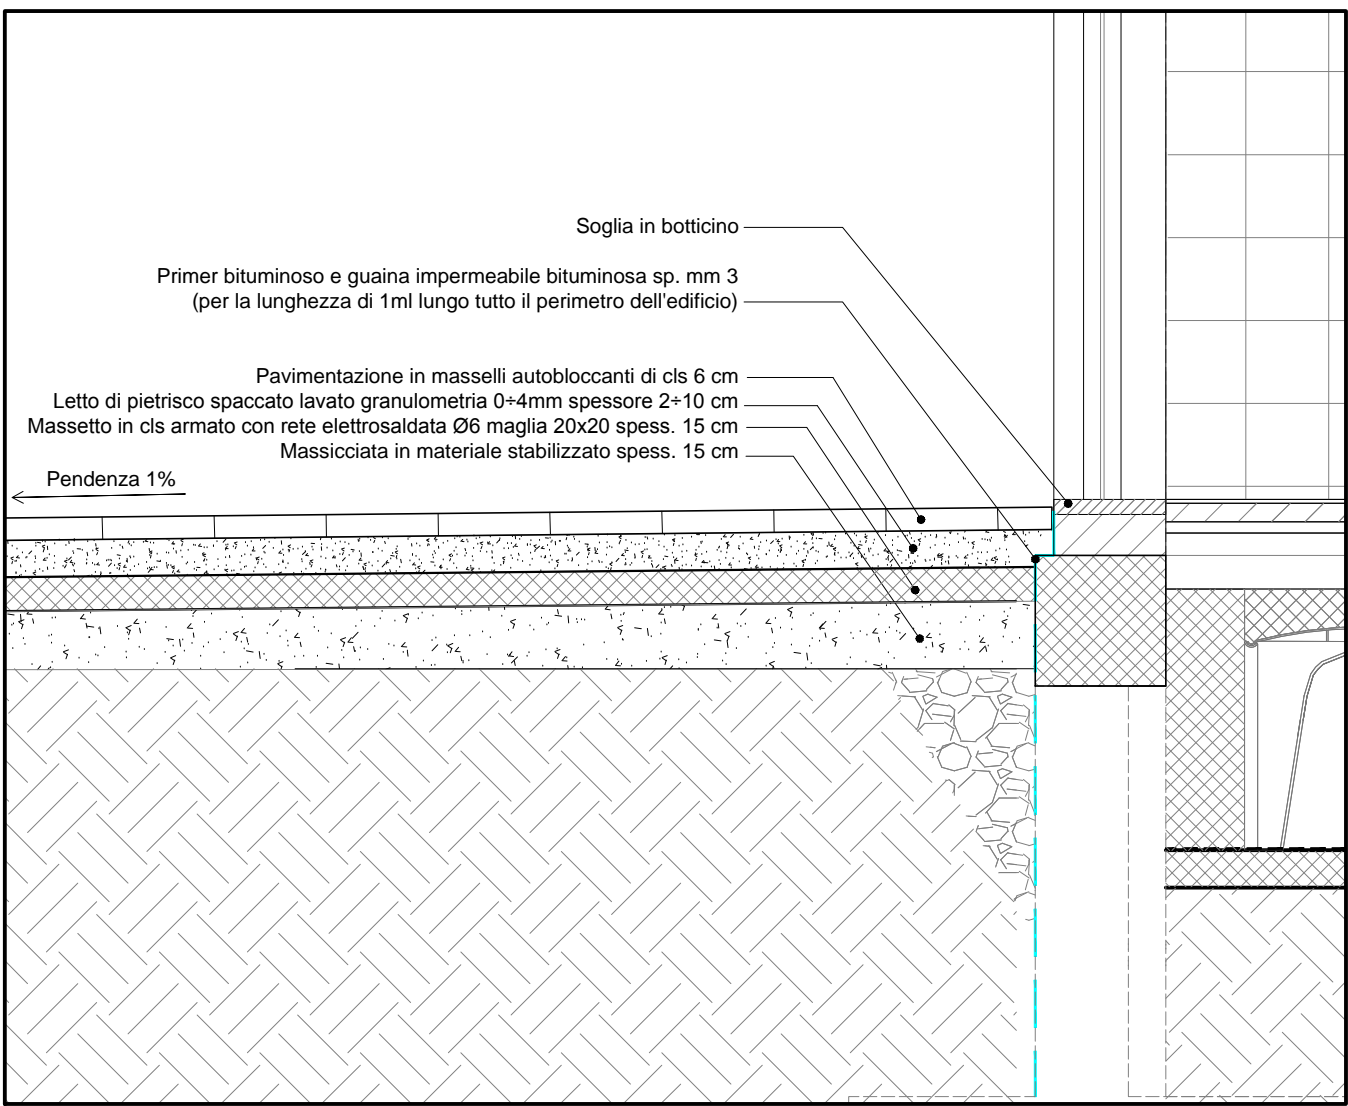 Soglia in botticino
Primer bituminoso e guaina impermeabile bituminosa sp. mm 3
(per la lunghezza di 1ml lungo tutto il perimetro dell'edificio)
Pavimentazione in masselli autobloccanti di cls 6 cm
Letto di pietrisco spaccato lavato granulometria 0÷4mm spessore 2÷10 cm
Massetto in cls armato con rete elettrosaldata Ø6 maglia 20x20 spess. 15 cm
Massicciata in materiale stabilizzato spess. 15 cm
Pendenza 1%